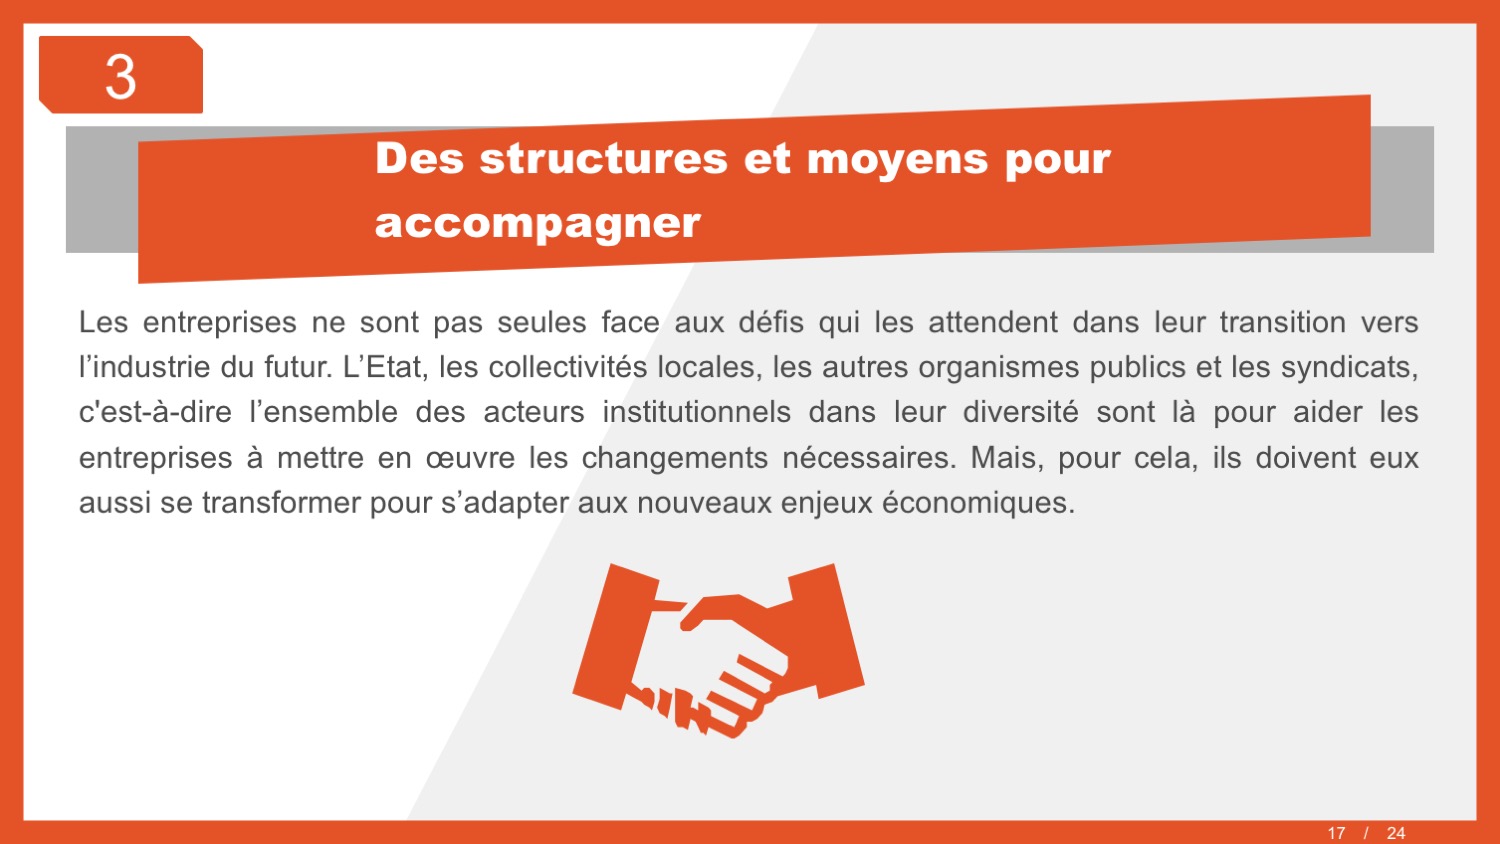 3
Des structures et moyens pour
accompagner
Les entreprises ne sont pas seules face aux défis qui les attendent dans leur transition vers
l’industrie du futur. L’Etat, les collectivités locales, les autres organismes publics et les syndicats,
c'est-à-dire l’ensemble des acteurs institutionnels dans leur diversité sont là pour aider les
entreprises à mettre en œuvre les changements nécessaires. Mais, pour cela, ils doivent eux
aussi se transformer pour s’adapter aux nouveaux enjeux économiques.
17 / 24